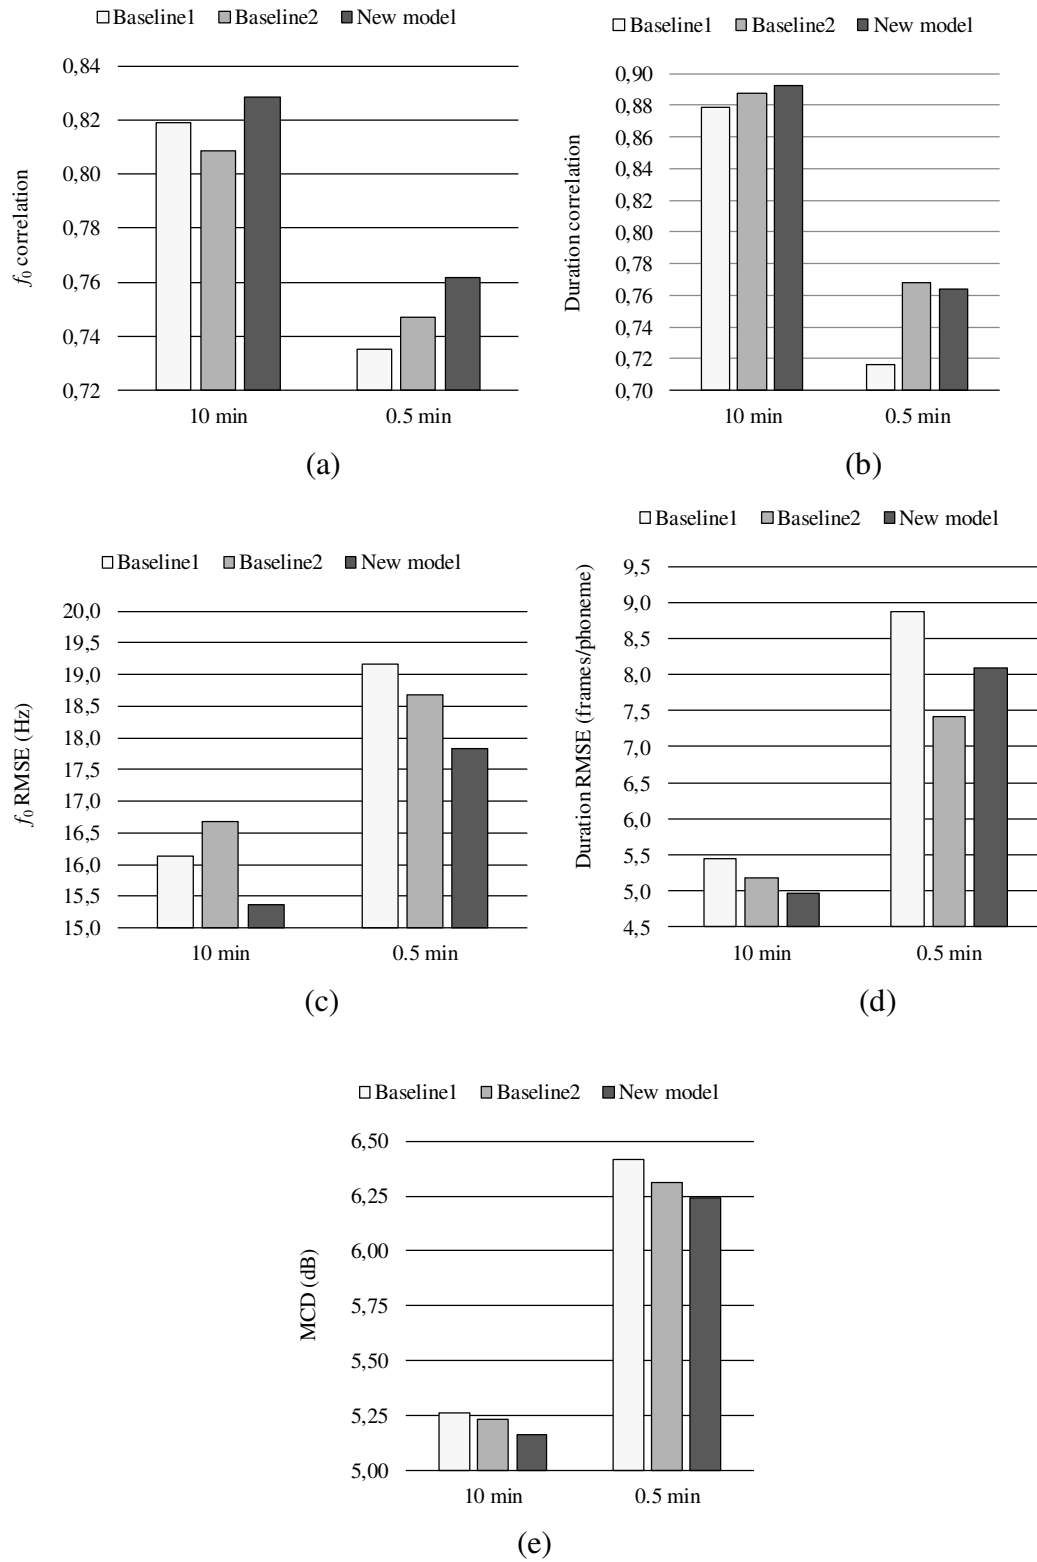 Baseline1 Baseline2 New model
0,84
0,82
0,80
0,78
0,76
0,74
0,72
f0 correlation
10 min 0.5 min
(a)
Baseline1 Baseline2 New model
0,90
0,88
0,86
0,84
0,82
0,80
0,78
0,76
0,74
0,72
0,70
Duration correlation
10 min 0.5 min
(b)
Baseline1 Baseline2 New model
20,0
19,5
19,0
18,5
18,0
17,5
17,0
16,5
16,0
15,5
15,0
f0 RMSE (Hz)
10 min 0.5 min
(c)
Baseline1 Baseline2 New model
9,5
9,0
8,5
8,0
7,5
7,0
6,5
6,0
5,5
5,0
4,5
Duration RMSE (frames/phoneme)
10 min 0.5 min
(d)
Baseline1 Baseline2 New model
6,50
6,25
6,00
5,75
5,50
5,25
5,00
MCD (dB)
10 min 0.5 min
(e)